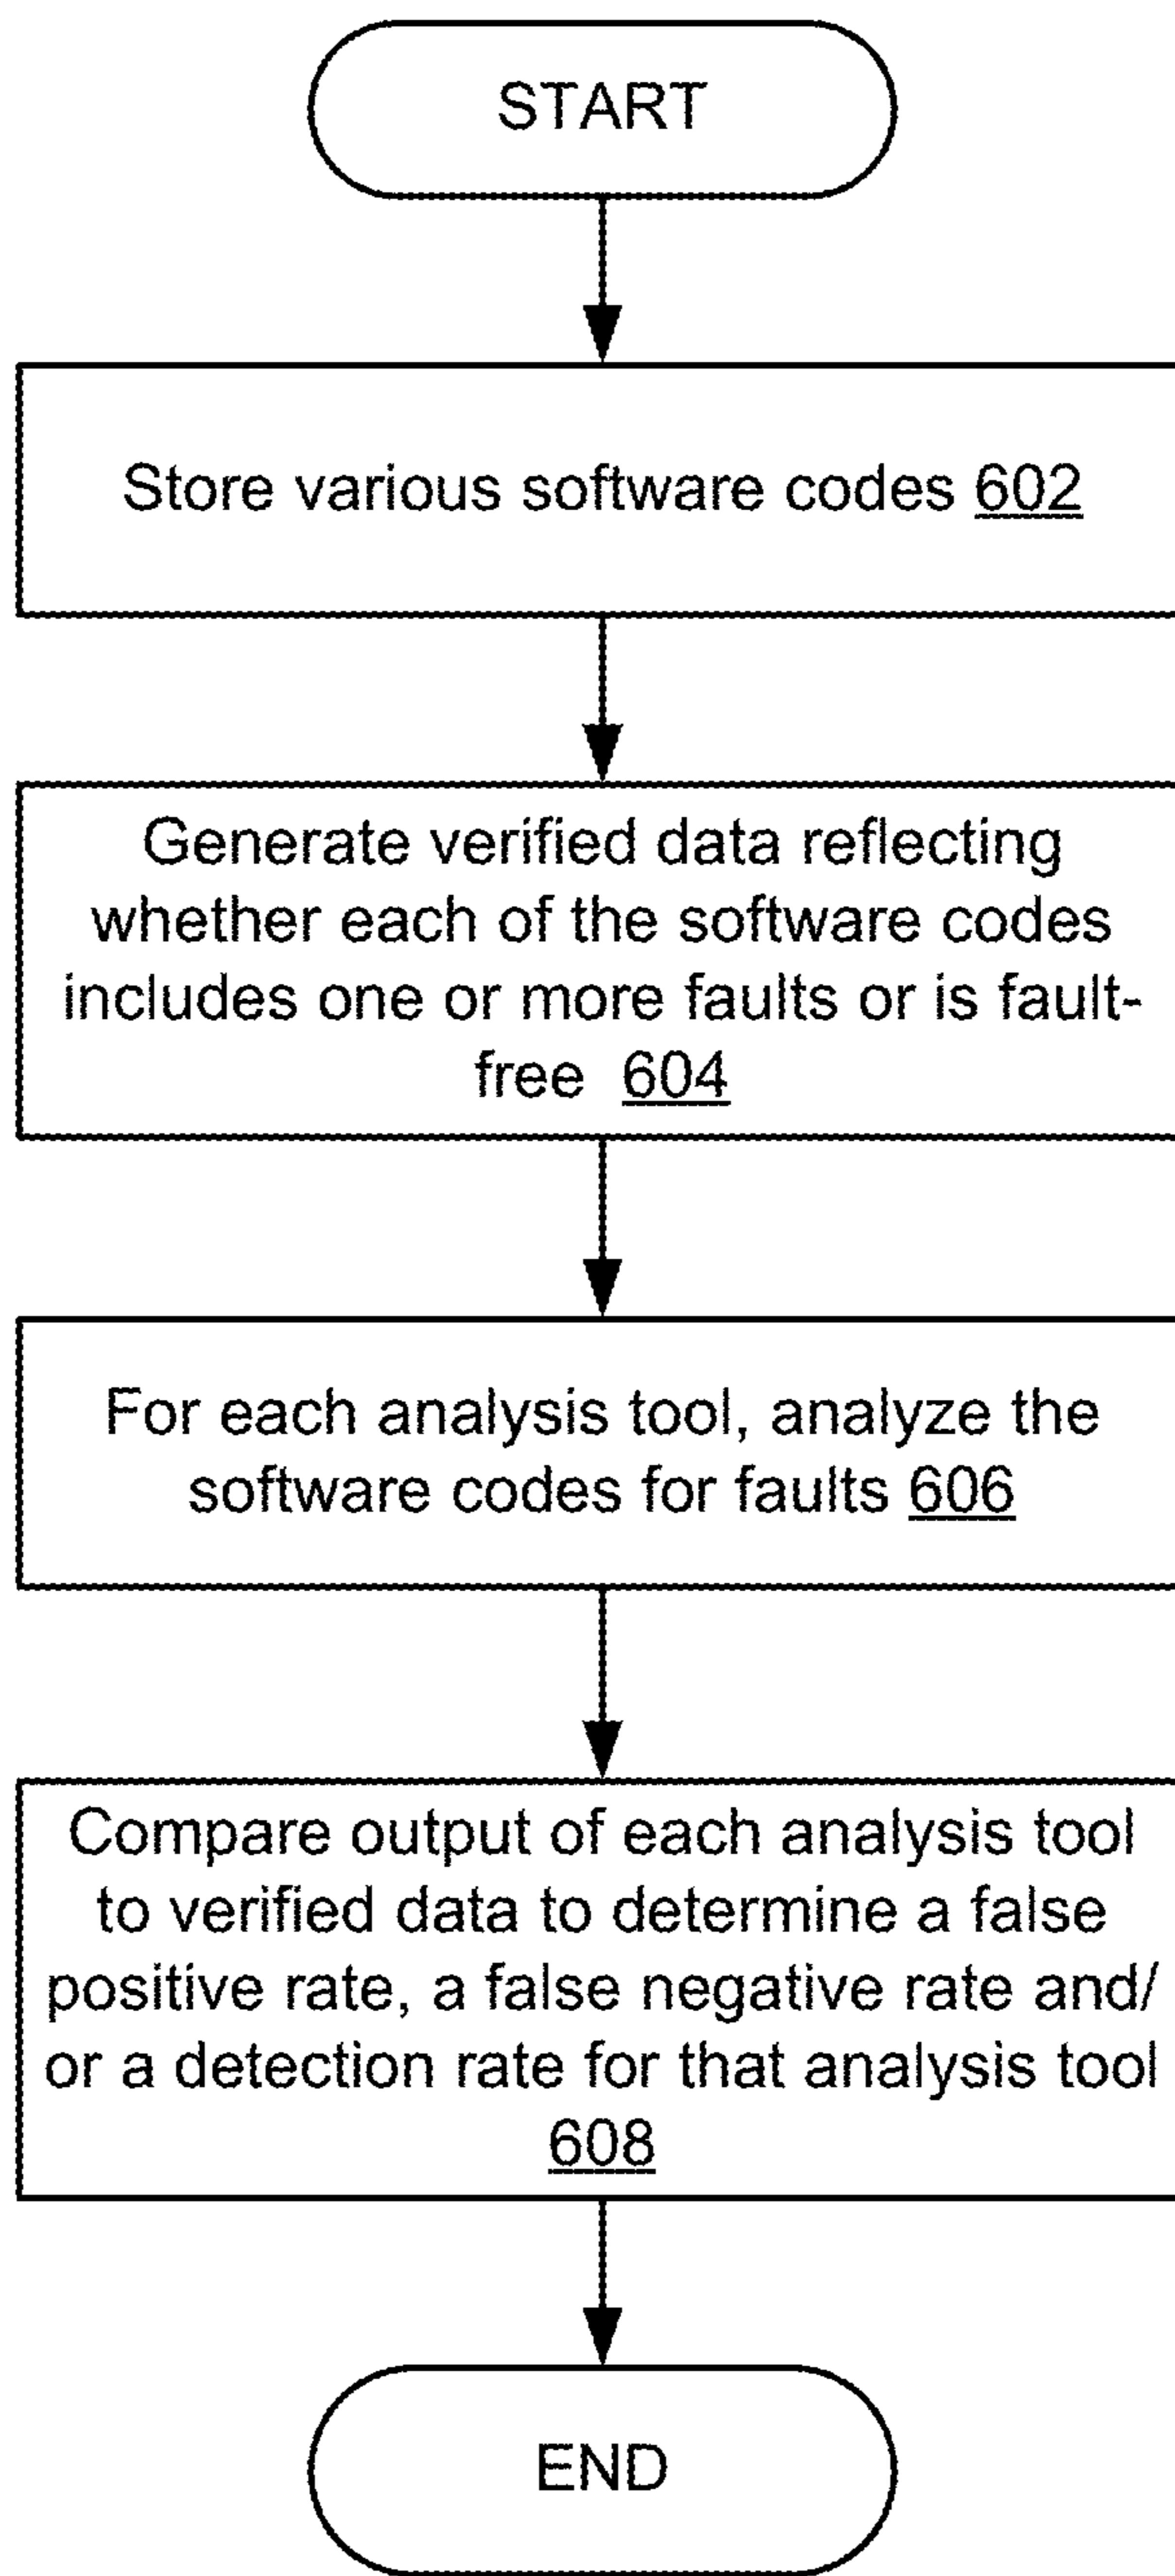 START
Store various software codes 602
Generate verified data reflecting
whether each of the software codes
includes one or more faults or is fault-
free 604
For each analysis tool, analyze the
software codes for faults 606
Compare output of each analysis tool
to verified data to determine a false
positive rate, a false negative rate and/
or a detection rate for that analysis tool
608
END